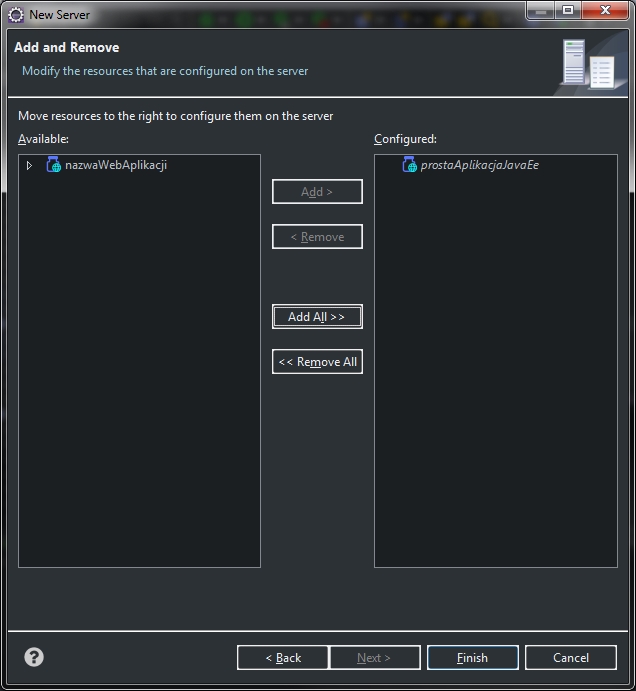 New Server
Add and Remove
Modify the resources that are configured on the server
Move resources to the right to configure them on the server
Available:
Configured:
nazwaWebAplikacji
prostaAplikacjaJavaEe
Add >
< Remove
Add All >>
<< Remove All
?
< Back
Next >
Finish
Cancel